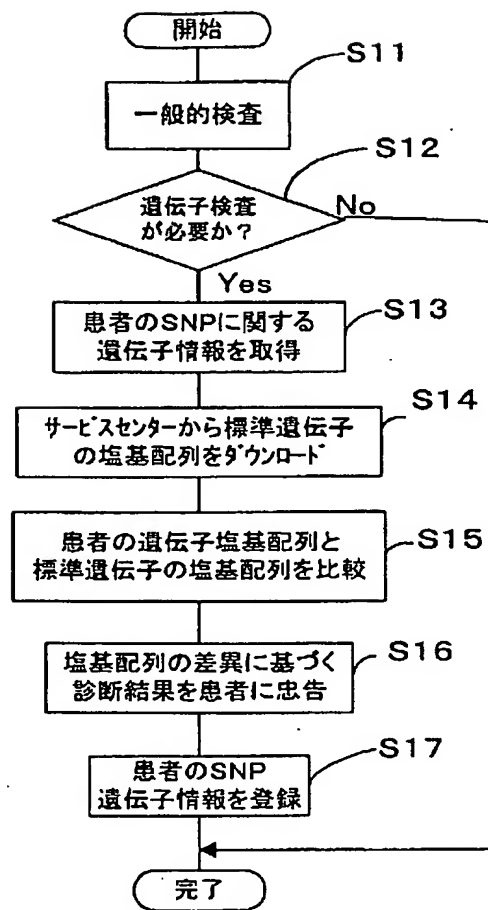 開始
S11
一般的検査
S12
遺伝子検査
が必要か?
No
Yes
S13
患者のSNPに関する
遺伝子情報を取得
S14
サービスセンターから標準遺伝子
の塩基配列をダウンロード
患者の遺伝子塩基配列と
標準遺伝子の塩基配列を比較
S15
塩基配列の差異に基づく
診断結果を患者に忠告
S16
S17
患者のSNP
遺伝子情報を登録
完了